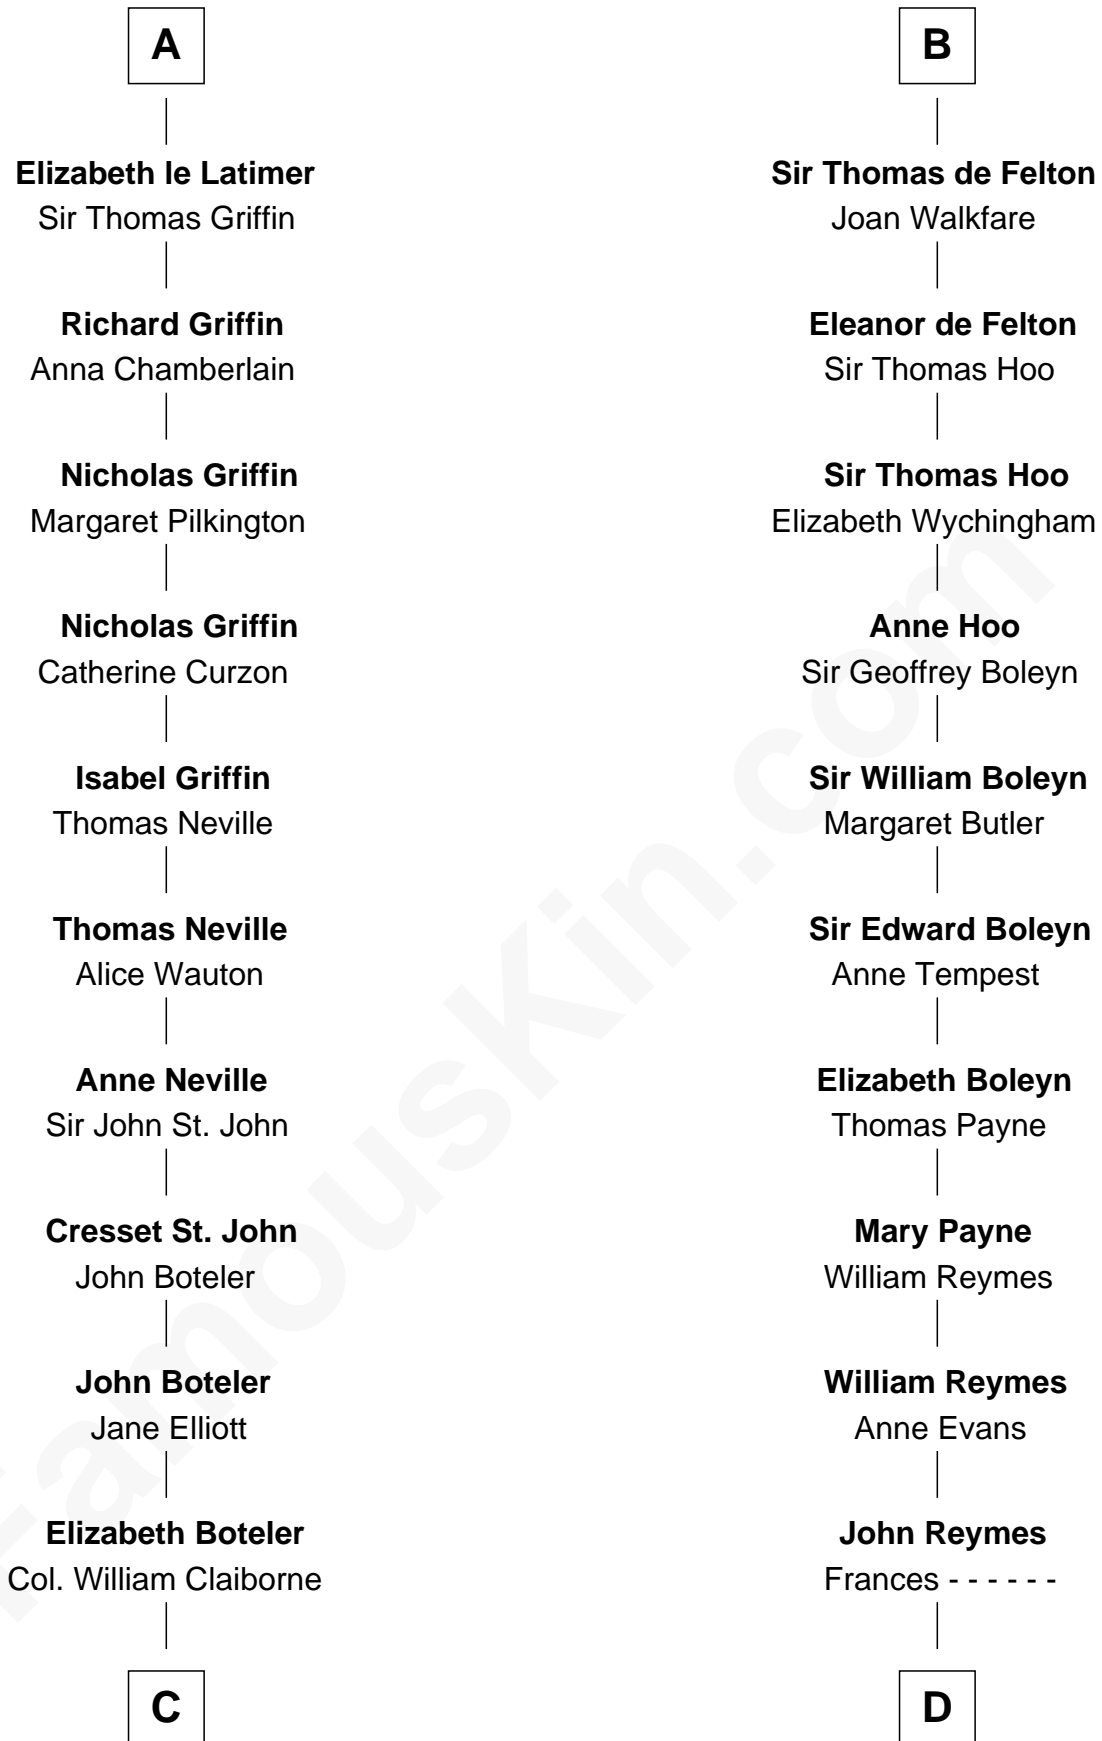 A
Elizabeth le Latimer
Sir Thomas Griffin
Richard Griffin
Anna Chamberlain
Nicholas Griffin
Margaret Pilkington
Nicholas Griffin
Catherine Curzon
Isabel Griffin
Thomas Neville
Thomas Neville
Alice Wauton
Anne Neville
Sir John St. John
Cresset St. John
John Boteler
John Boteler
Jane Elliott
Elizabeth Boteler
Col. William Claiborne
C
B
Sir Thomas de Felton
Joan Walkfare
Eleanor de Felton
Sir Thomas Hoo
Sir Thomas Hoo
Elizabeth Wychingham
Anne Hoo
Sir Geoffrey Boleyn
Sir William Boleyn
Margaret Butler
Sir Edward Boleyn
Anne Tempest
Elizabeth Boleyn
Thomas Payne
Mary Payne
William Reymes
William Reymes
Anne Evans
John Reymes
Frances - - - - - -
D
FamousKin.com